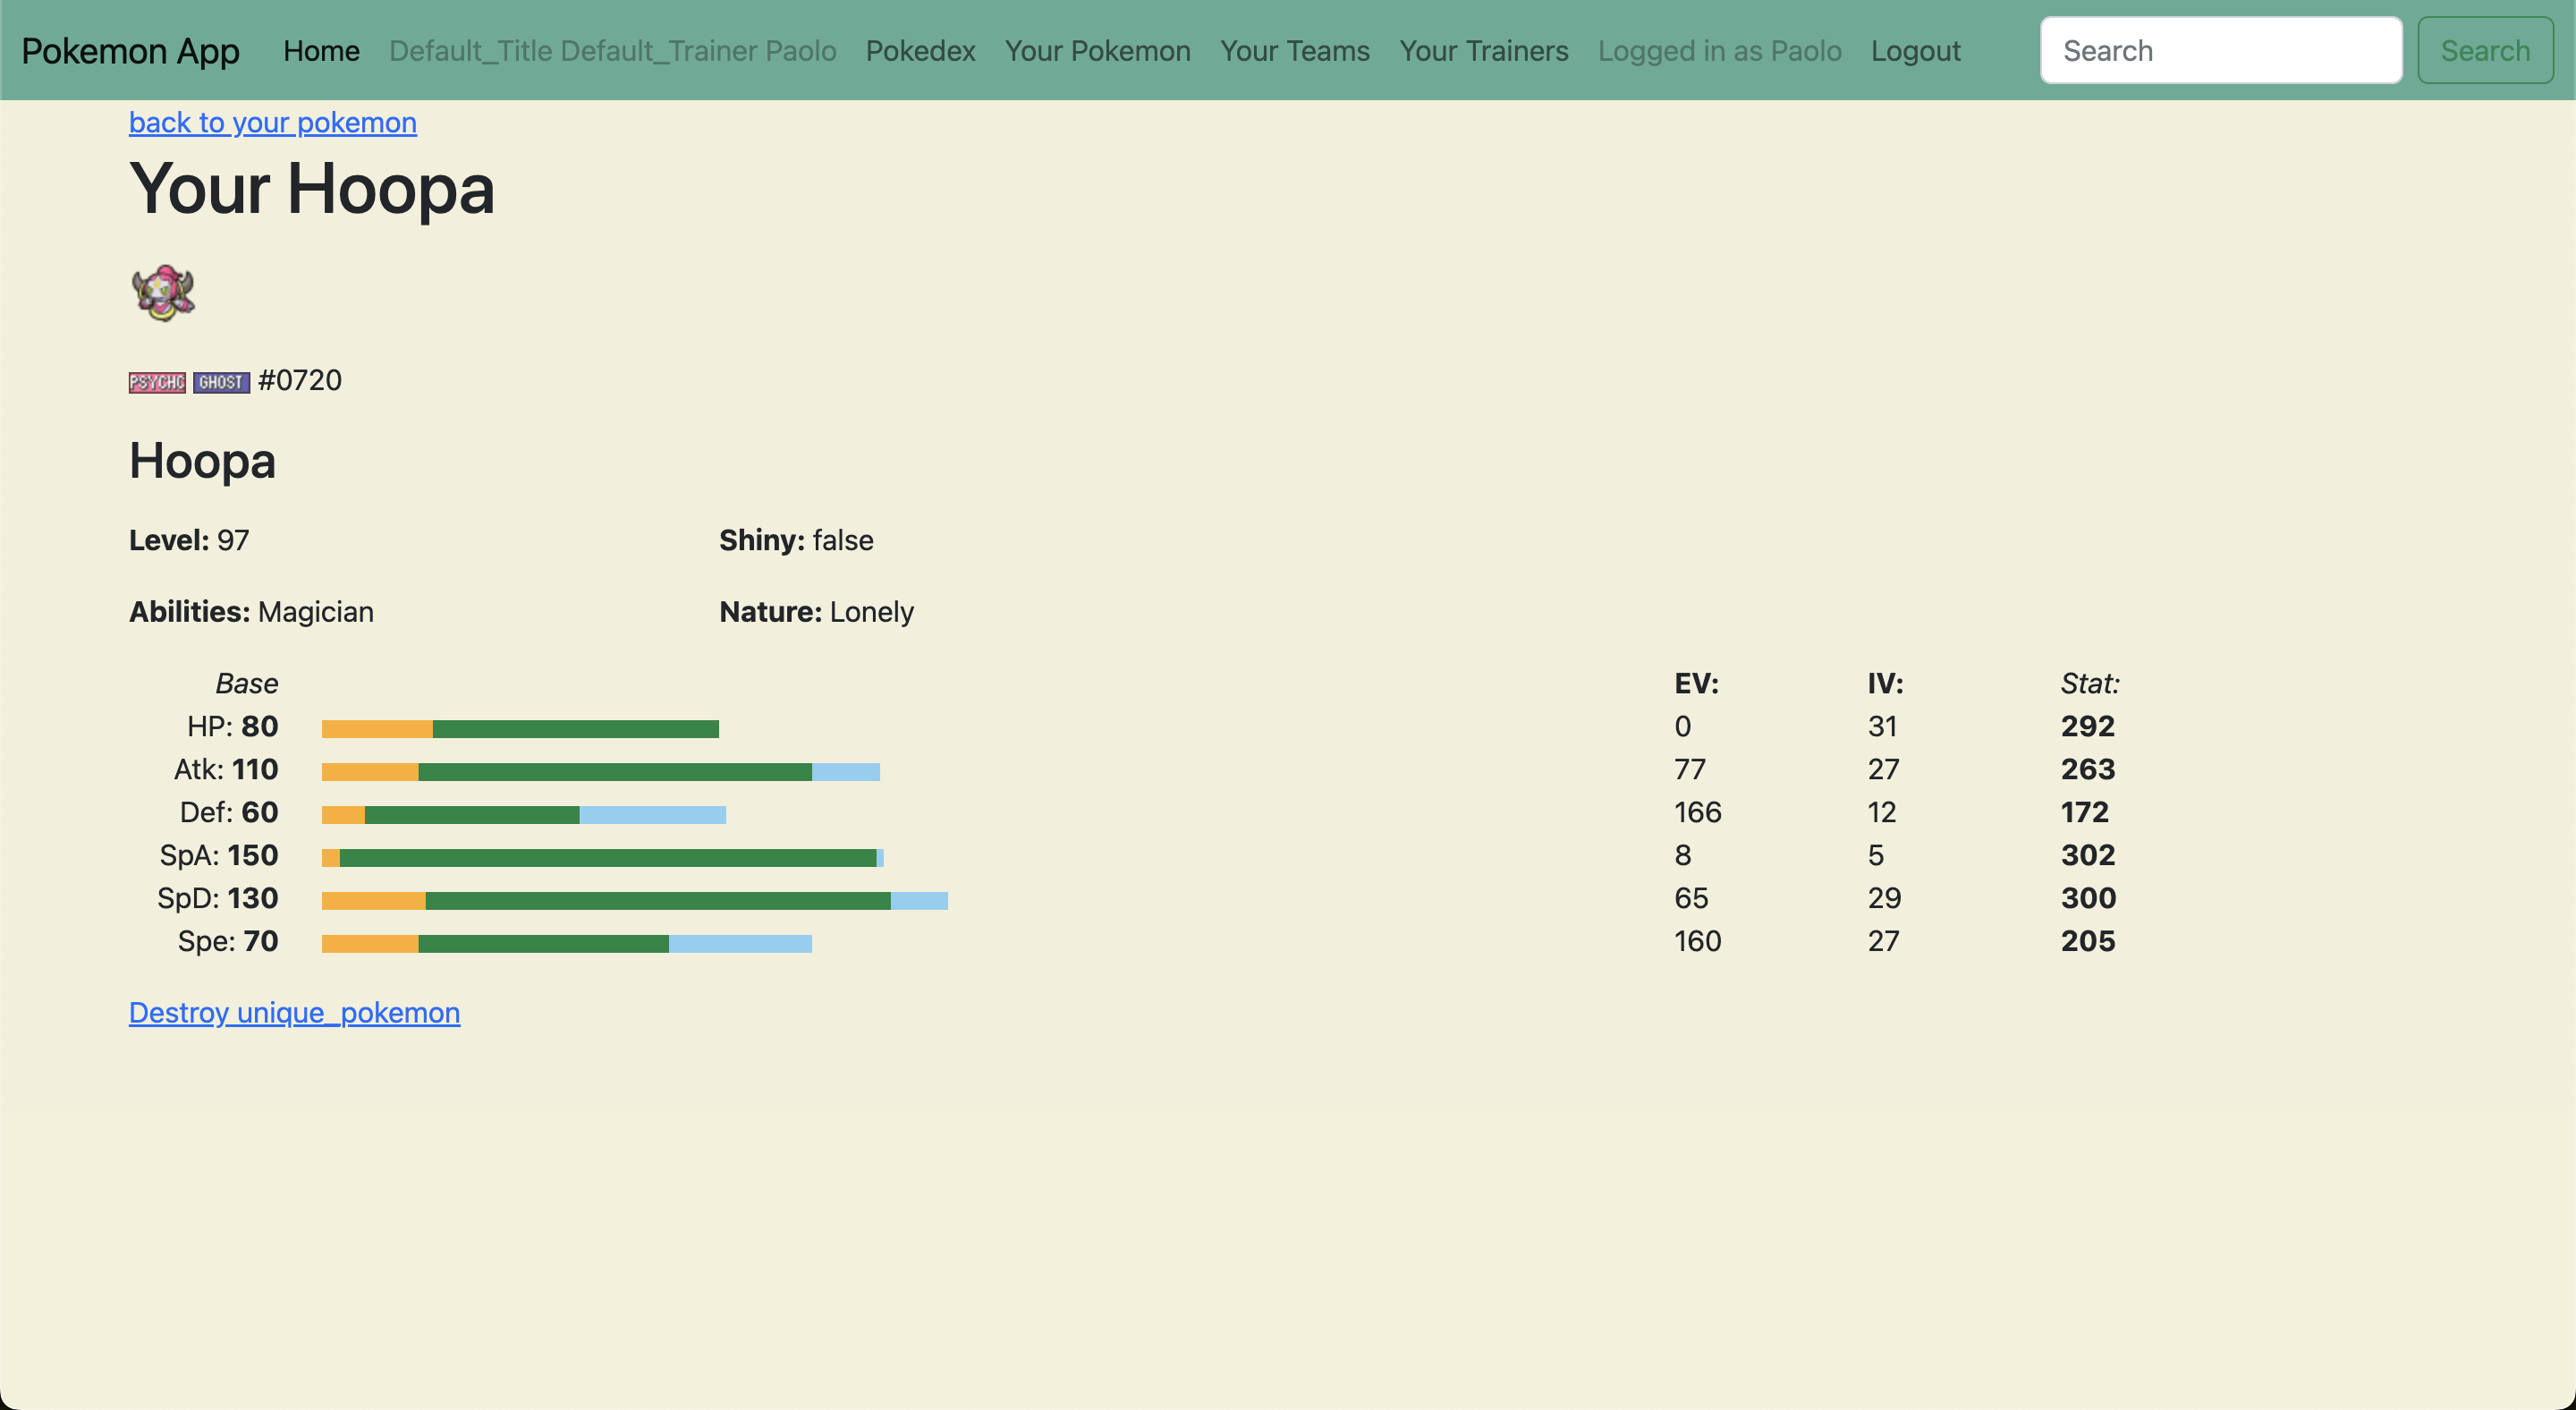 Pokemon App Home Default_Title Default_Trainer Paolo Pokedex Your Pokemon Your Teams Your Trainers Logged in as Paolo Logout Search Search
back to your pokemon
Your Hoopa
PSYCHC GHOST #0720
Hoopa
Level: 97 Shiny: false
Abilities: Magician Nature: Lonely
Base EV: IV: Stat:
HP: 80 0 31 292
Atk: 110 77 27 263
Def: 60 166 12 172
SpA: 150 8 5 302
SpD: 130 65 29 300
Spe: 70 160 27 205
Destroy unique_pokemon